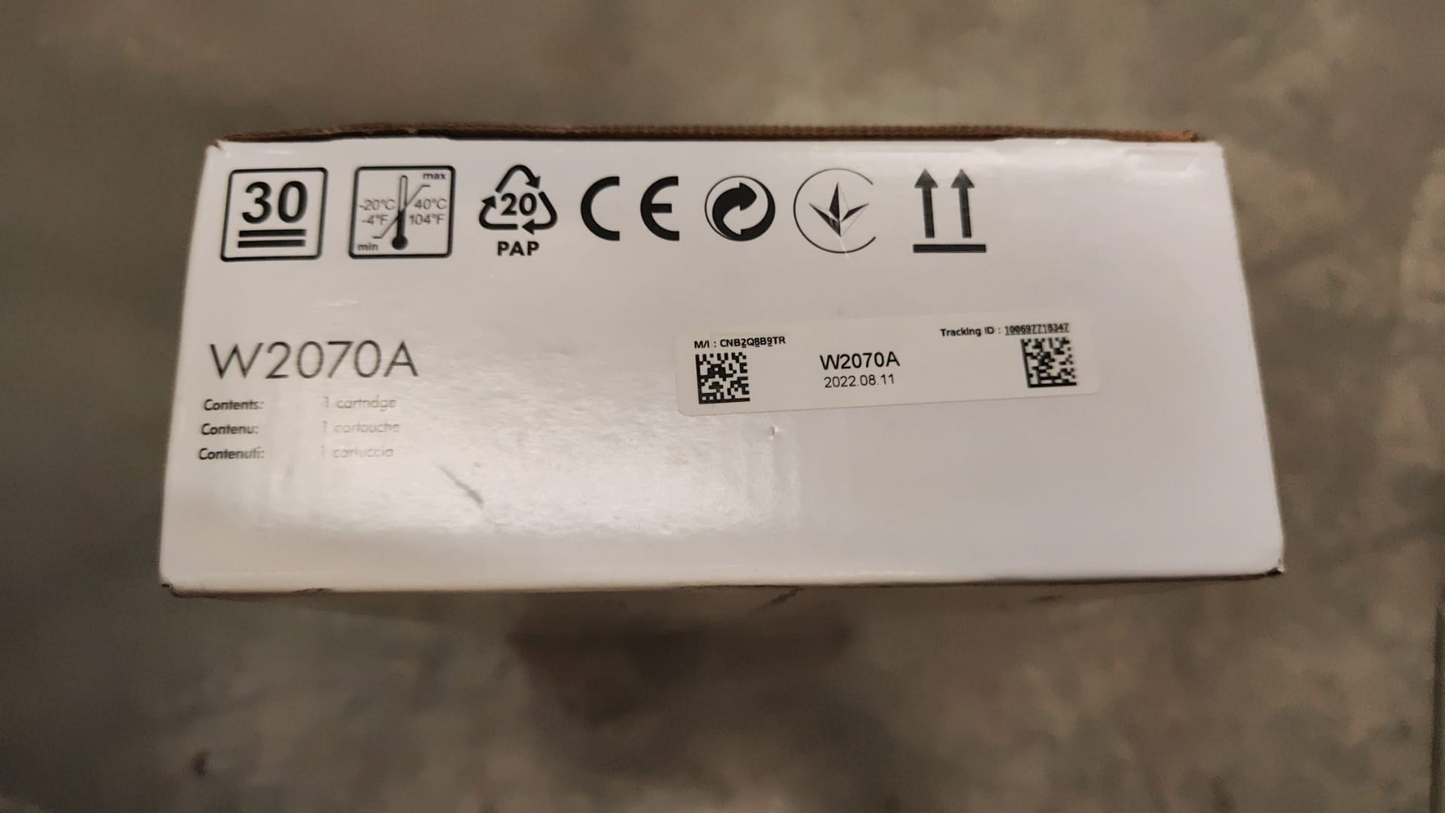 30
max
-20°C 40°C
-4°F 104°F
min
20
PAP
CE
W2070A
Contents: 1 cartridge
Contenu: 1 cartouche
Contenuti: 1 cartuccia
M/I : CNB2Q8B9TR
W2070A
2022.08.11
Tracking ID :